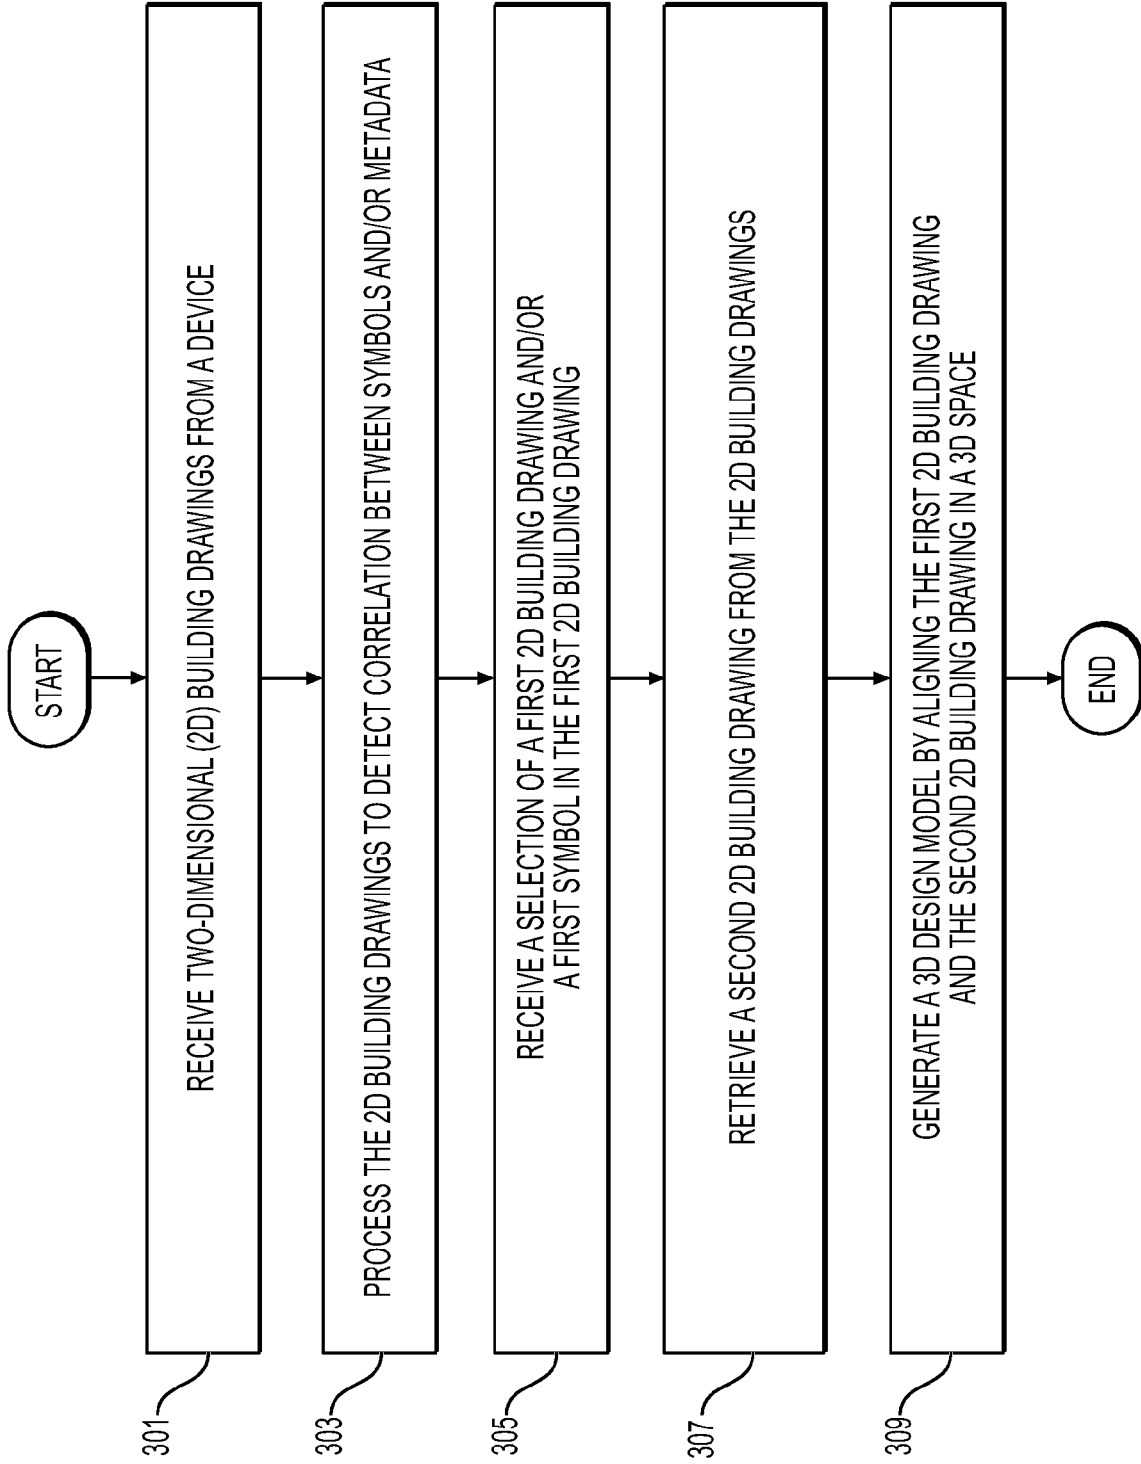 START
RECEIVE TWO-DIMENSIONAL (2D) BUILDING DRAWINGS FROM A DEVICE
301
PROCESS THE 2D BUILDING DRAWINGS TO DETECT CORRELATION BETWEEN SYMBOLS AND/OR METADATA
303
RECEIVE A SELECTION OF A FIRST 2D BUILDING DRAWING AND/OR
A FIRST SYMBOL IN THE FIRST 2D BUILDING DRAWING
305
RETRIEVE A SECOND 2D BUILDING DRAWING FROM THE 2D BUILDING DRAWINGS
307
GENERATE A 3D DESIGN MODEL BY ALIGNING THE FIRST 2D BUILDING DRAWING
AND THE SECOND 2D BUILDING DRAWING IN A 3D SPACE
309
END